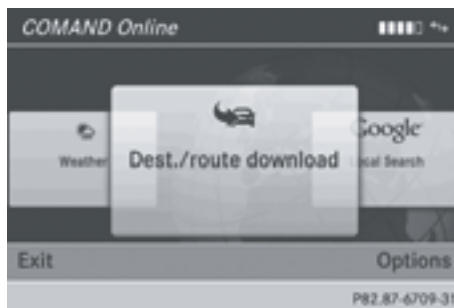 COMAND Online
Google
Weather
Dest./route download
Local Search
Exit
Options
P82.87-6709-31